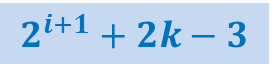 2^{i+1} + 2k − 3